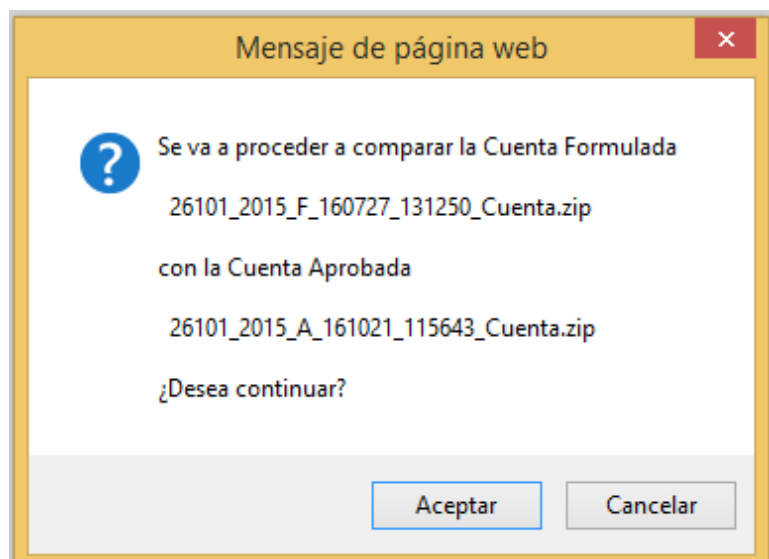 Mensaje de página web
Se va a proceder a comparar la Cuenta Formulada
26101_2015_F_160727_131250_Cuenta.zip
con la Cuenta Aprobada
26101_2015_A_161021_115643_Cuenta.zip
¿Desea continuar?
Aceptar
Cancelar